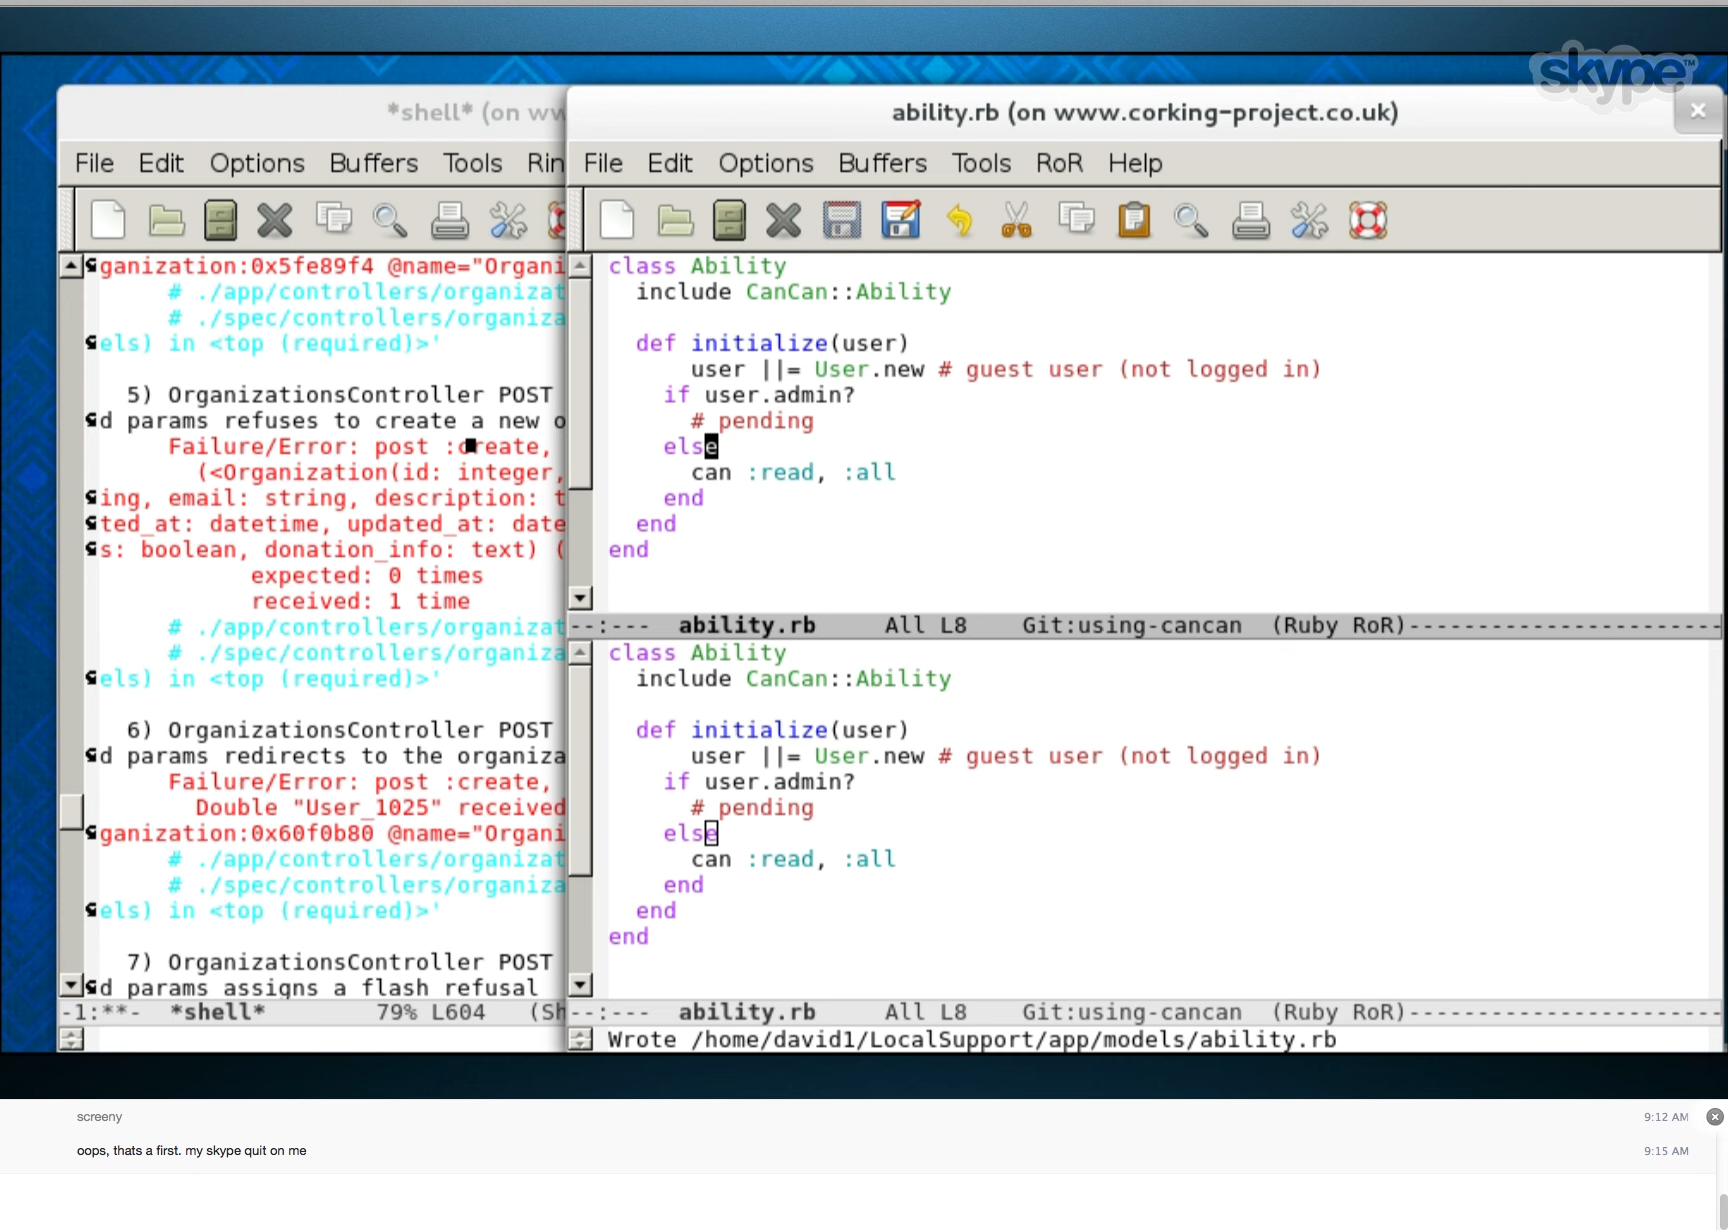 skype™
*shell* (on ww
File Edit Options Buffers Tools Rin
ganization:0x5fe89f4 @name="Organi
# ./app/controllers/organizat
# ./spec/controllers/organiza
els) in <top (required)>'
5) OrganizationsController POST
d params refuses to create a new o
Failure/Error: post :create,
(<Organization(id: integer,
ing, email: string, description: t
ted_at: datetime, updated_at: date
s: boolean, donation_info: text) (
expected: 0 times
received: 1 time
# ./app/controllers/organizat
# ./spec/controllers/organiza
els) in <top (required)>'
6) OrganizationsController POST
d params redirects to the organiza
Failure/Error: post :create,
Double "User_1025" received
ganization:0x60f0b80 @name="Organi
# ./app/controllers/organizat
# ./spec/controllers/organiza
els) in <top (required)>'
7) OrganizationsController POST
d params assigns a flash refusal
-1:**- *shell* 79% L604 (Sh
ability.rb (on www.corking-project.co.uk)
File Edit Options Buffers Tools RoR Help
class Ability
include CanCan::Ability
def initialize(user)
user ||= User.new # guest user (not logged in)
if user.admin?
# pending
else
can :read, :all
end
end
end
--:--- ability.rb All L8 Git:using-cancan (Ruby RoR)-----------------------
class Ability
include CanCan::Ability
def initialize(user)
user ||= User.new # guest user (not logged in)
if user.admin?
# pending
else
can :read, :all
end
end
end
--:--- ability.rb All L8 Git:using-cancan (Ruby RoR)-----------------------
Wrote /home/david1/LocalSupport/app/models/ability.rb
screeny 9:12 AM
oops, thats a first. my skype quit on me 9:15 AM